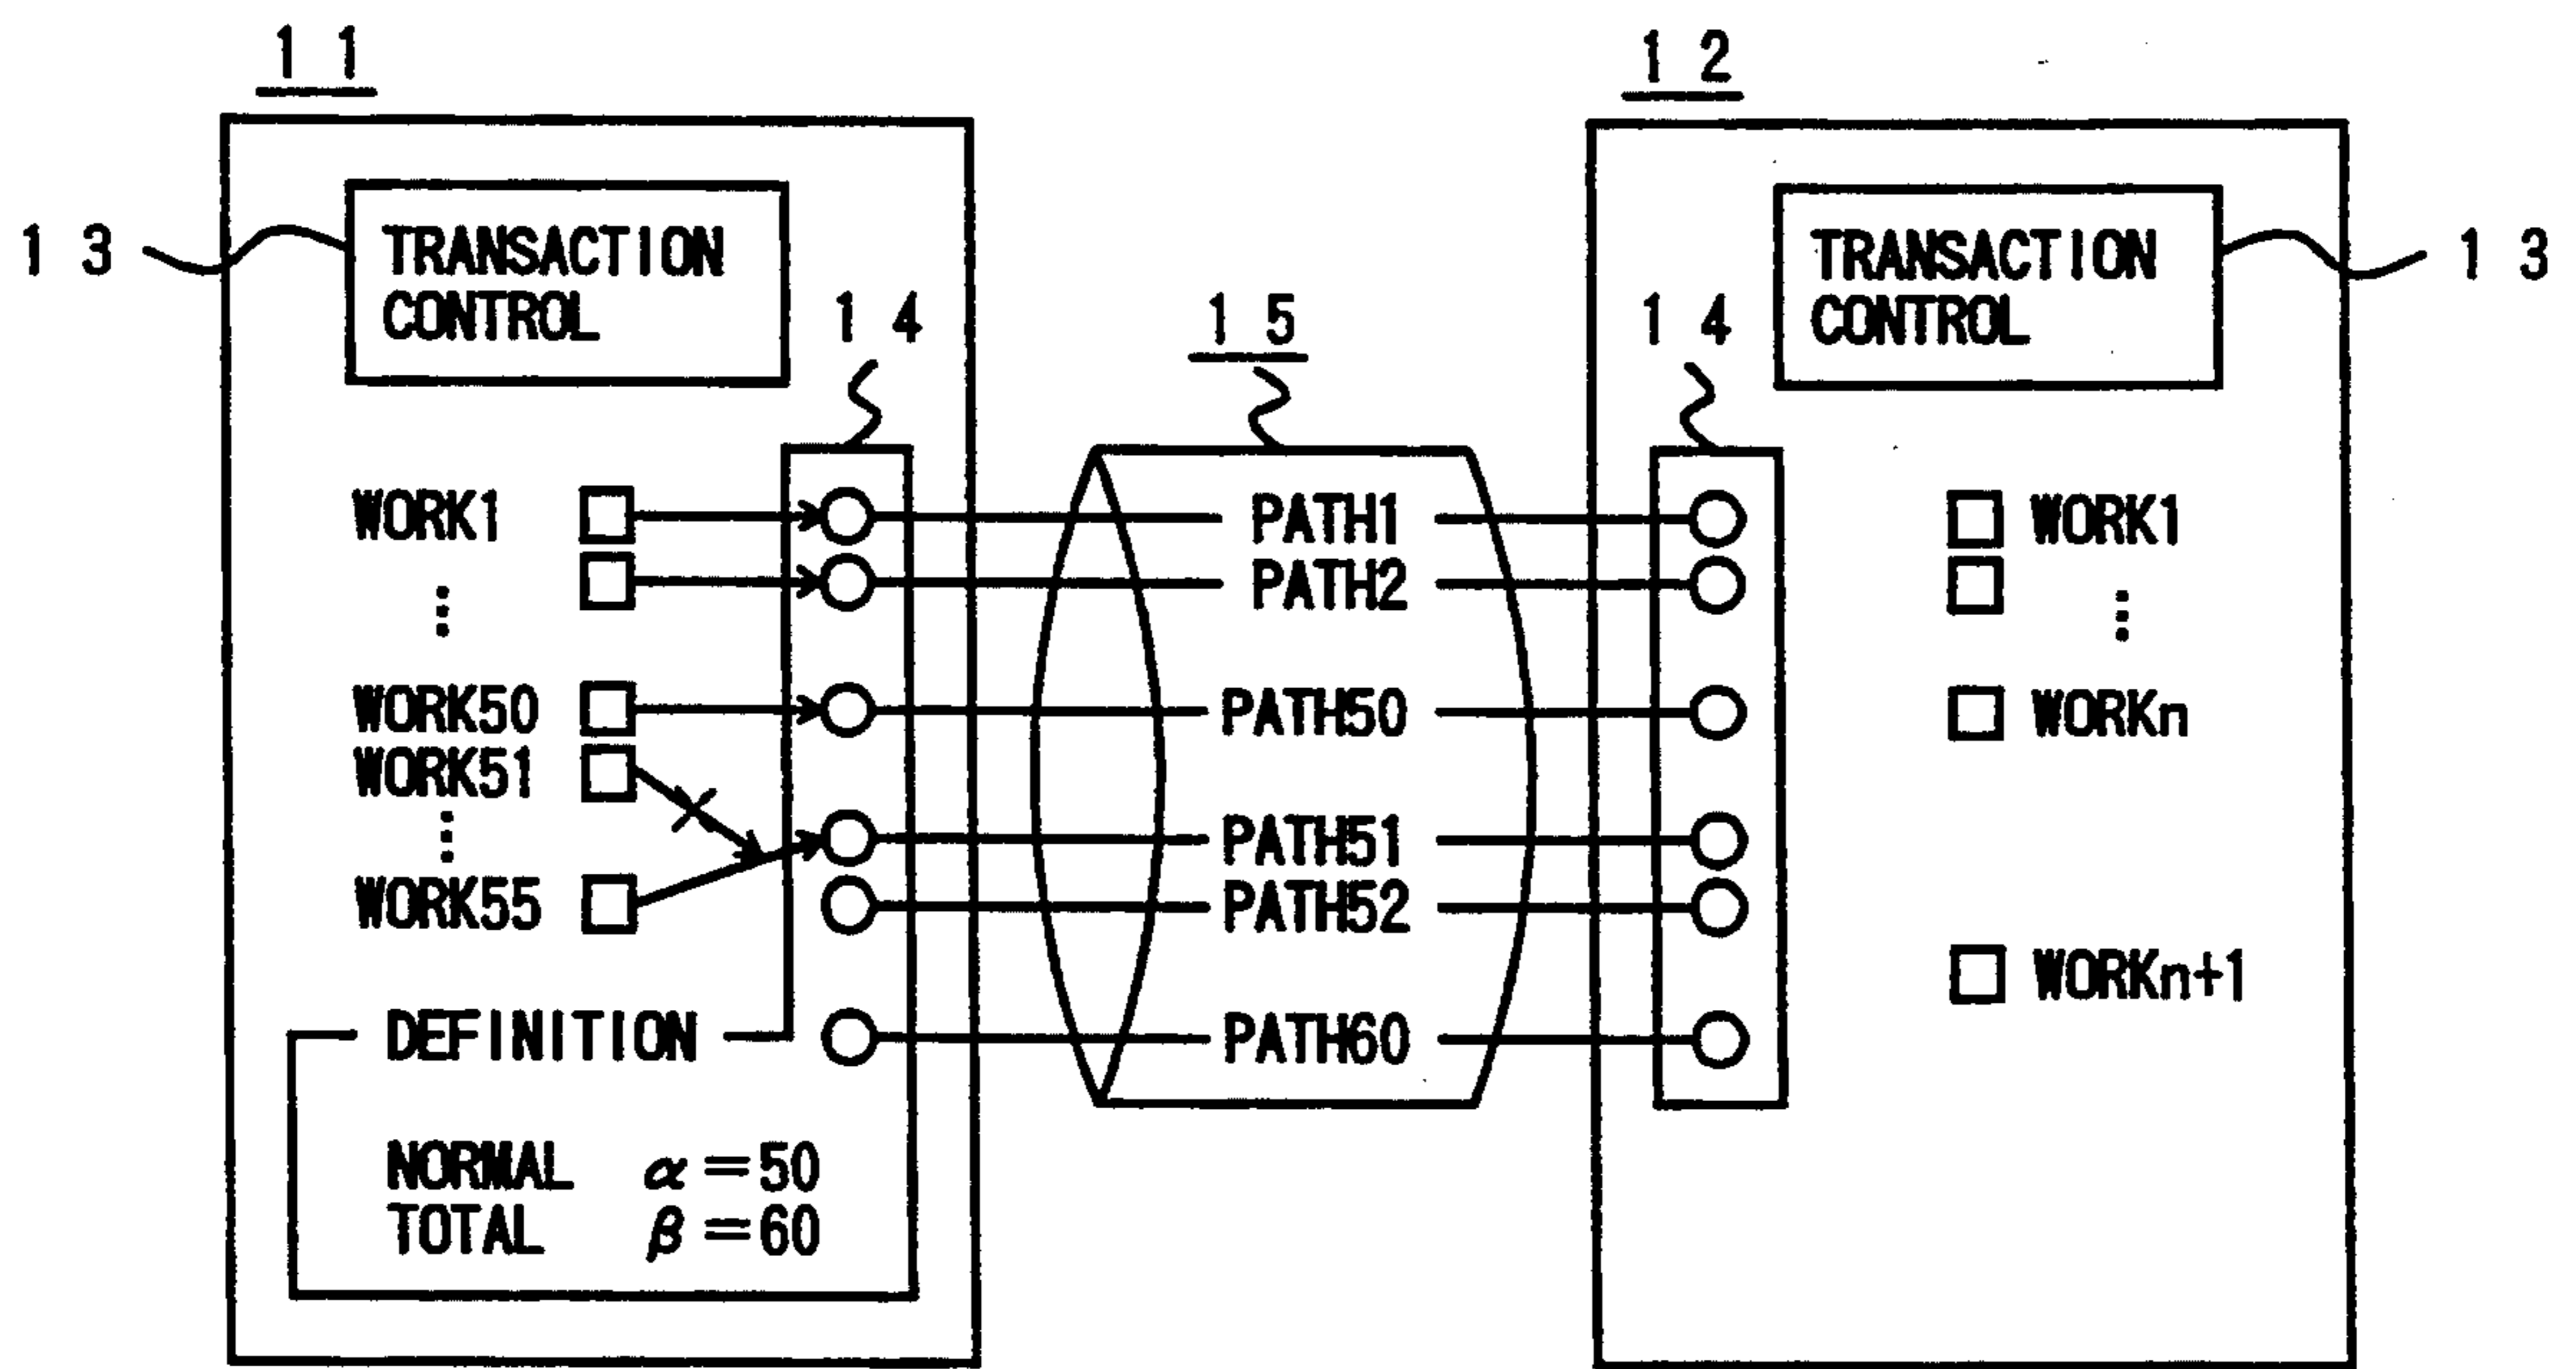 11
12
13
TRANSACTION
CONTROL
TRANSACTION
CONTROL
13
14
15
14
WORK1
⋮
WORK50
WORK51
⋮
WORK55
PATH1
PATH2
PATH50
PATH51
PATH52
PATH60
WORK1
⋮
WORKn
WORKn+1
DEFINITION
NORMAL α=50
TOTAL β=60